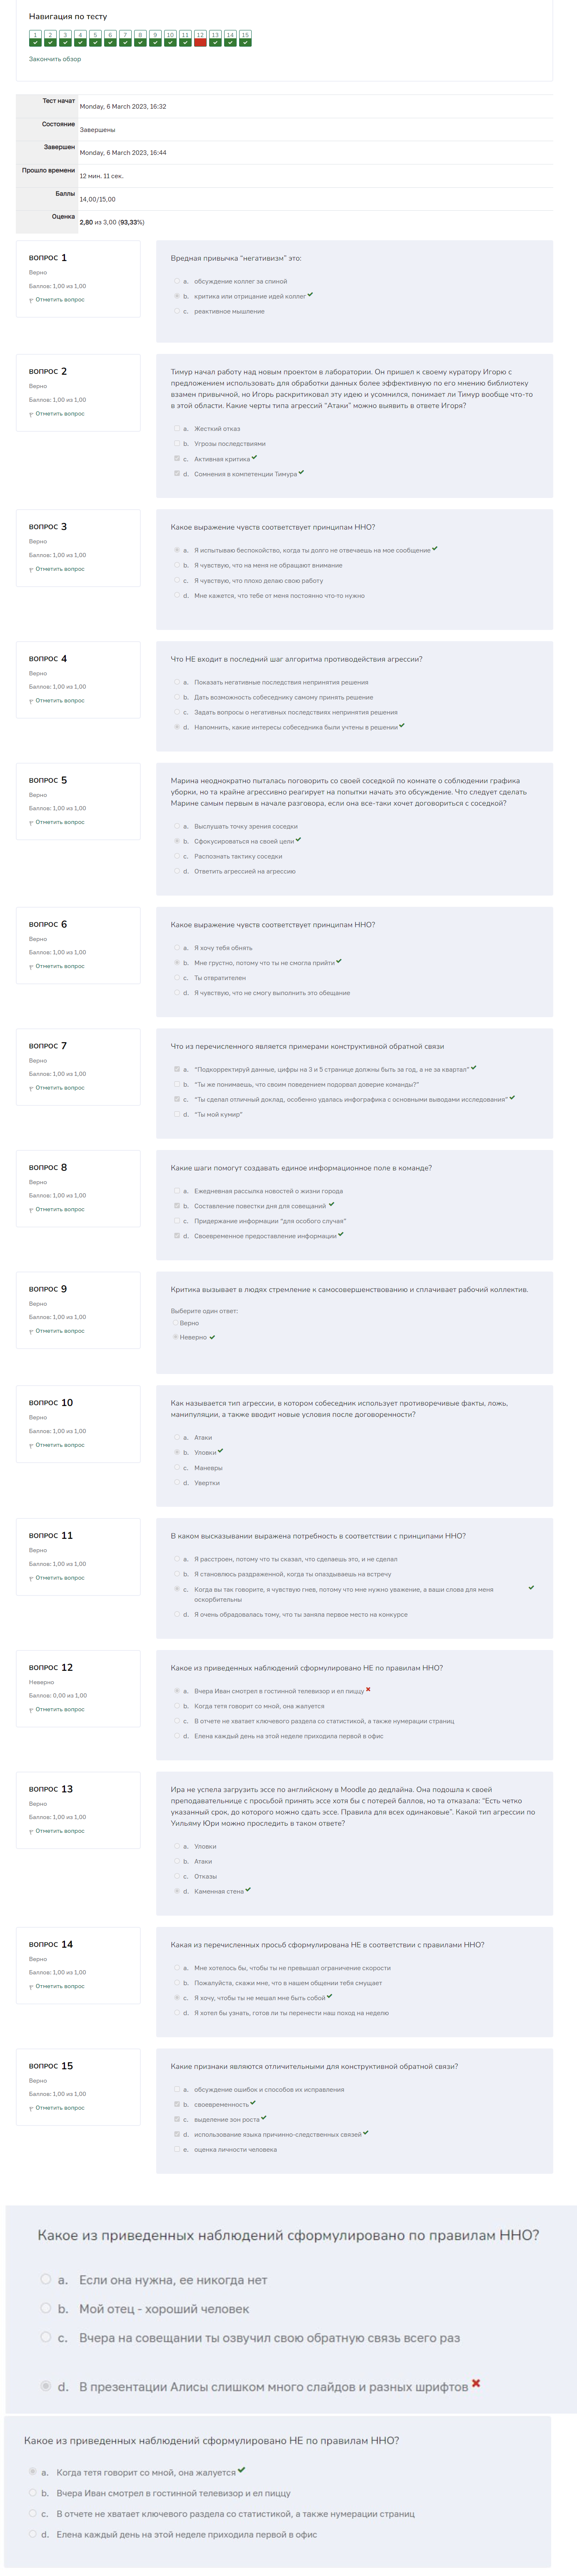 Навигация по тесту
1 2 3 4 5 6 7 8 9 10 11 12 13 14 15
Закончить обзор
Тест начат Monday, 6 March 2023, 16:32
Состояние Завершены
Завершен Monday, 6 March 2023, 16:44
Прошло времени 12 мин. 11 сек.
Баллы 14,00/15,00
Оценка 2,80 из 3,00 (93,33%)
ВОПРОС 1
Верно
Баллов: 1,00 из 1,00
Отметить вопрос
Вредная привычка "негативизм" это:
a. обсуждение коллег за спиной
b. критика или отрицание идей коллег
c. реактивное мышление
ВОПРОС 2
Верно
Баллов: 1,00 из 1,00
Отметить вопрос
Тимур начал работу над новым проектом в лаборатории. Он пришел к своему куратору Игорю с
предложением использовать для обработки данных более эффективную по его мнению библиотеку
взамен привычной, но Игорь раскритиковал эту идею и усомнился, понимает ли Тимур вообще что-то
в этой области. Какие черты типа агрессий "Атаки" можно выявить в ответе Игоря?
a. Жесткий отказ
b. Угрозы последствиями
c. Активная критика
d. Сомнения в компетенции Тимура
ВОПРОС 3
Верно
Баллов: 1,00 из 1,00
Отметить вопрос
Какое выражение чувств соответствует принципам ННО?
a. Я испытываю беспокойство, когда ты долго не отвечаешь на мое сообщение
b. Я чувствую, что на меня не обращают внимание
c. Я чувствую, что плохо делаю свою работу
d. Мне кажется, что тебе от меня постоянно что-то нужно
ВОПРОС 4
Верно
Баллов: 1,00 из 1,00
Отметить вопрос
Что НЕ входит в последний шаг алгоритма противодействия агрессии?
a. Показать негативные последствия непринятия решения
b. Дать возможность собеседнику самому принять решение
c. Задать вопросы о негативных последствиях непринятия решения
d. Напомнить, какие интересы собеседника были учтены в решении
ВОПРОС 5
Верно
Баллов: 1,00 из 1,00
Отметить вопрос
Марина неоднократно пыталась поговорить со своей соседкой по комнате о соблюдении графика
уборки, но та крайне агрессивно реагирует на попытки начать это обсуждение. Что следует сделать
Марине самым первым в начале разговора, если она все-таки хочет договориться с соседкой?
a. Выслушать точку зрения соседки
b. Сфокусироваться на своей цели
c. Распознать тактику соседки
d. Ответить агрессией на агрессию
ВОПРОС 6
Верно
Баллов: 1,00 из 1,00
Отметить вопрос
Какое выражение чувств соответствует принципам ННО?
a. Я хочу тебя обнять
b. Мне грустно, потому что ты не смогла прийти
c. Ты отвратителен
d. Я чувствую, что не смогу выполнить это обещание
ВОПРОС 7
Верно
Баллов: 1,00 из 1,00
Отметить вопрос
Что из перечисленного является примерами конструктивной обратной связи
a. "Подкорректируй данные, цифры на 3 и 5 странице должны быть за год, а не за квартал"
b. "Ты же понимаешь, что своим поведением подорвал доверие команды?"
c. "Ты сделал отличный доклад, особенно удалась инфографика с основными выводами исследования"
d. "Ты мой кумир"
ВОПРОС 8
Верно
Баллов: 1,00 из 1,00
Отметить вопрос
Какие шаги помогут создавать единое информационное поле в команде?
a. Ежедневная рассылка новостей о жизни города
b. Составление повестки дня для совещаний
c. Придержание информации "для особого случая"
d. Своевременное предоставление информации
ВОПРОС 9
Верно
Баллов: 1,00 из 1,00
Отметить вопрос
Критика вызывает в людях стремление к самосовершенствованию и сплачивает рабочий коллектив.
Выберите один ответ:
Верно
Неверно
ВОПРОС 10
Верно
Баллов: 1,00 из 1,00
Отметить вопрос
Как называется тип агрессии, в котором собеседник использует противоречивые факты, ложь,
манипуляции, а также вводит новые условия после договоренности?
a. Атаки
b. Уловки
c. Маневры
d. Увертки
ВОПРОС 11
Верно
Баллов: 1,00 из 1,00
Отметить вопрос
В каком высказывании выражена потребность в соответствии с принципами ННО?
a. Я расстроен, потому что ты сказал, что сделаешь это, и не сделал
b. Я становлюсь раздраженной, когда ты опаздываешь на встречу
c. Когда вы так говорите, я чувствую гнев, потому что мне нужно уважение, а ваши слова для меня
оскорбительны
d. Я очень обрадовалась тому, что ты заняла первое место на конкурсе
ВОПРОС 12
Неверно
Баллов: 0,00 из 1,00
Отметить вопрос
Какое из приведенных наблюдений сформулировано НЕ по правилам ННО?
a. Вчера Иван смотрел в гостинной телевизор и ел пиццу
b. Когда тетя говорит со мной, она жалуется
c. В отчете не хватает ключевого раздела со статистикой, а также нумерации страниц
d. Елена каждый день на этой неделе приходила первой в офис
ВОПРОС 13
Верно
Баллов: 1,00 из 1,00
Отметить вопрос
Ира не успела загрузить эссе по английскому в Moodle до дедлайна. Она подошла к своей
преподавательнице с просьбой принять эссе хотя бы с потерей баллов, но та отказала: "Есть четко
указанный срок, до которого можно сдать эссе. Правила для всех одинаковые". Какой тип агрессии по
Уильяму Юри можно проследить в таком ответе?
a. Уловки
b. Атаки
c. Отказы
d. Каменная стена
ВОПРОС 14
Верно
Баллов: 1,00 из 1,00
Отметить вопрос
Какая из перечисленных просьб сформулирована НЕ в соответствии с правилами ННО?
a. Мне хотелось бы, чтобы ты не превышал ограничение скорости
b. Пожалуйста, скажи мне, что в нашем общении тебя смущает
c. Я хочу, чтобы ты не мешал мне быть собой
d. Я хотел бы узнать, готов ли ты перенести наш поход на неделю
ВОПРОС 15
Верно
Баллов: 1,00 из 1,00
Отметить вопрос
Какие признаки являются отличительными для конструктивной обратной связи?
a. обсуждение ошибок и способов их исправления
b. своевременность
c. выделение зон роста
d. использование языка причинно-следственных связей
e. оценка личности человека
Какое из приведенных наблюдений сформулировано по правилам ННО?
a. Если она нужна, ее никогда нет
b. Мой отец - хороший человек
c. Вчера на совещании ты озвучил свою обратную связь всего раз
d. В презентации Алисы слишком много слайдов и разных шрифтов
Какое из приведенных наблюдений сформулировано НЕ по правилам ННО?
a. Когда тетя говорит со мной, она жалуется
b. Вчера Иван смотрел в гостинной телевизор и ел пиццу
c. В отчете не хватает ключевого раздела со статистикой, а также нумерации страниц
d. Елена каждый день на этой неделе приходила первой в офис